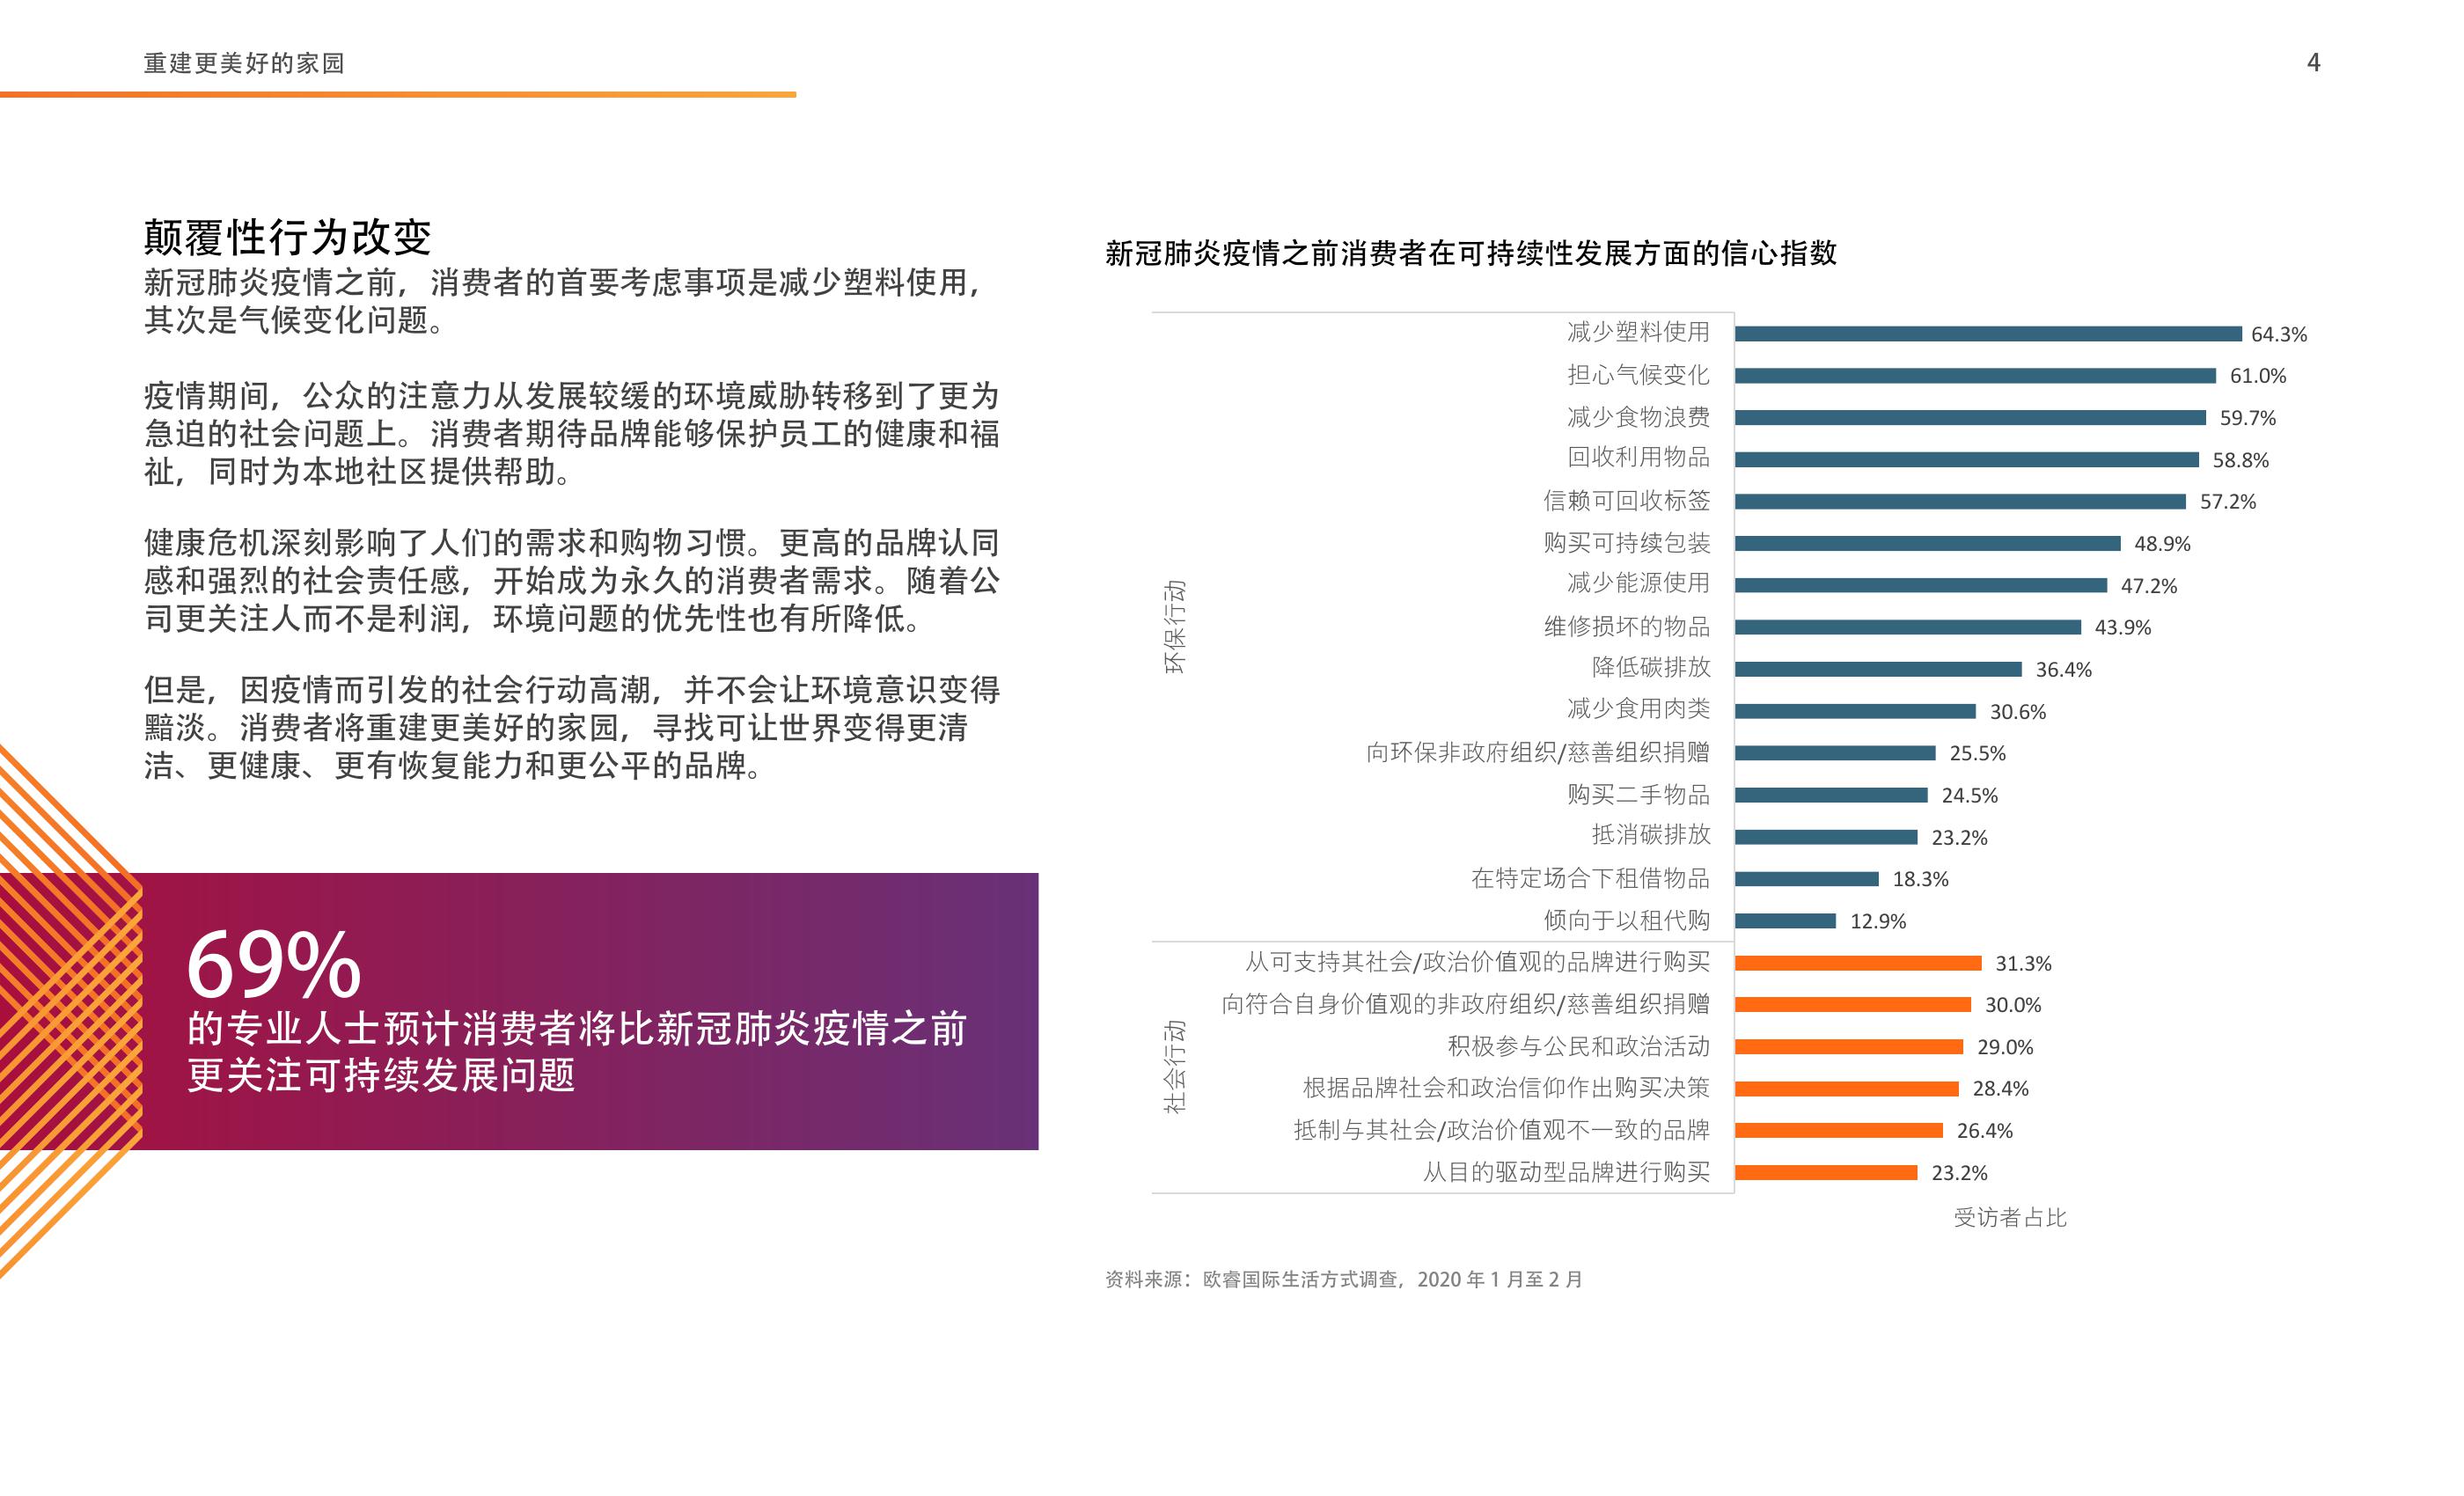 重建更美好的家园
4
颠覆性行为改变
新冠肺炎疫情之前，消费者的首要考虑事项是减少塑料使用，
其次是气候变化问题。
疫情期间，公众的注意力从发展较缓的环境威胁转移到了更为
急迫的社会问题上。消费者期待品牌能够保护员工的健康和福
祉，同时为本地社区提供帮助。
健康危机深刻影响了人们的需求和购物习惯。更高的品牌认同
感和强烈的社会责任感，开始成为永久的消费者需求。随着公
司更关注人而不是利润，环境问题的优先性也有所降低。
但是，因疫情而引发的社会行动高潮，并不会让环境意识变得
黯淡。消费者将重建更美好的家园，寻找可让世界变得更清
洁、更健康、更有恢复能力和更公平的品牌。
69%
的专业人士预计消费者将比新冠肺炎疫情之前
更关注可持续发展问题
新冠肺炎疫情之前消费者在可持续性发展方面的信心指数
环保行动
减少塑料使用 64.3%
担心气候变化 61.0%
减少食物浪费 59.7%
回收利用物品 58.8%
信赖可回收标签 57.2%
购买可持续包装 48.9%
减少能源使用 47.2%
维修损坏的物品 43.9%
降低碳排放 36.4%
减少食用肉类 30.6%
向环保非政府组织/慈善组织捐赠 25.5%
购买二手物品 24.5%
抵消碳排放 23.2%
在特定场合下租借物品 18.3%
倾向于以租代购 12.9%
社会行动
从可支持其社会/政治价值观的品牌进行购买 31.3%
向符合自身价值观的非政府组织/慈善组织捐赠 30.0%
积极参与公民和政治活动 29.0%
根据品牌社会和政治信仰作出购买决策 28.4%
抵制与其社会/政治价值观不一致的品牌 26.4%
从目的驱动型品牌进行购买 23.2%
受访者占比
资料来源：欧睿国际生活方式调查，2020 年 1 月至 2 月